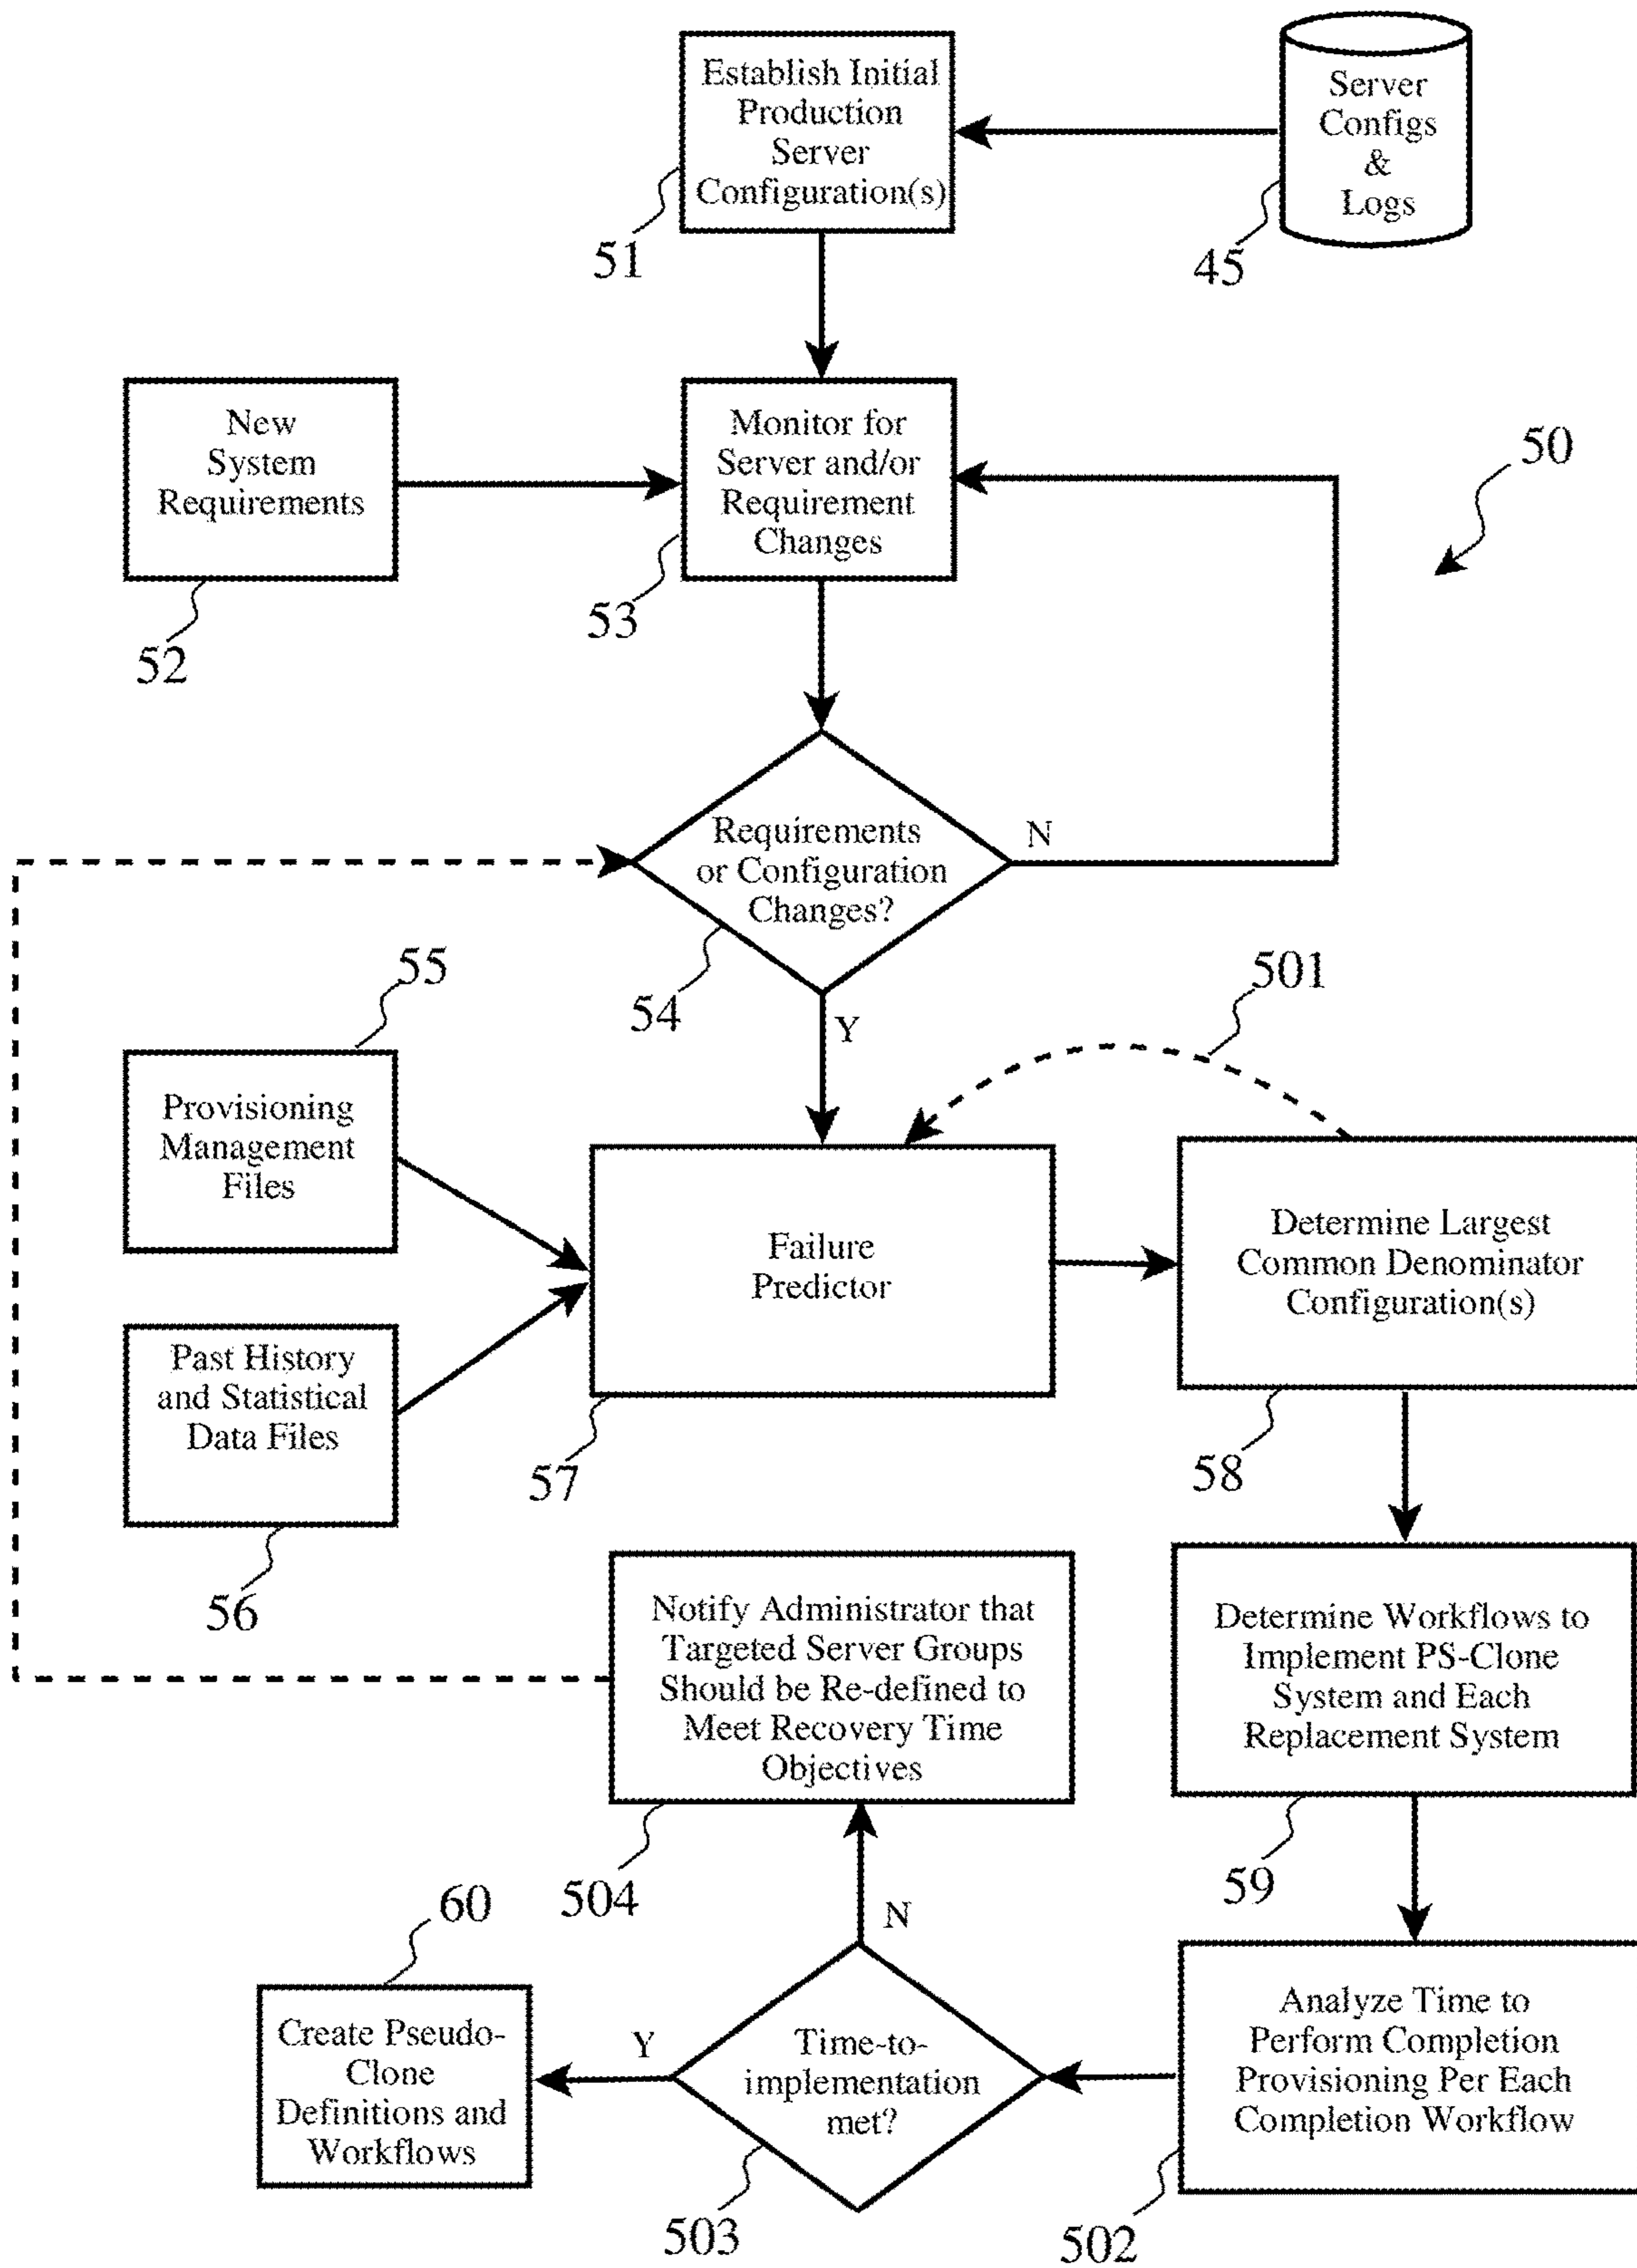 Establish Initial
Production
Server
Configuration(s)
51
Server
Configs
&
Logs
45
New
System
Requirements
52
Monitor for
Server and/or
Requirement
Changes
53
50
Requirements
or Configuration
Changes?
N
54
Y
55
Provisioning
Management
Files
501
Failure
Predictor
57
Determine Largest
Common Denominator
Configuration(s)
58
Past History
and Statistical
Data Files
56
Notify Administrator that
Targeted Server Groups
Should be Re-defined to
Meet Recovery Time
Objectives
504
Determine Workflows to
Implement PS-Clone
System and Each
Replacement System
59
60
Create Pseudo-
Clone
Definitions and
Workflows
Y
N
Time-to-
implementation
met?
503
Analyze Time to
Perform Completion
Provisioning Per Each
Completion Workflow
502